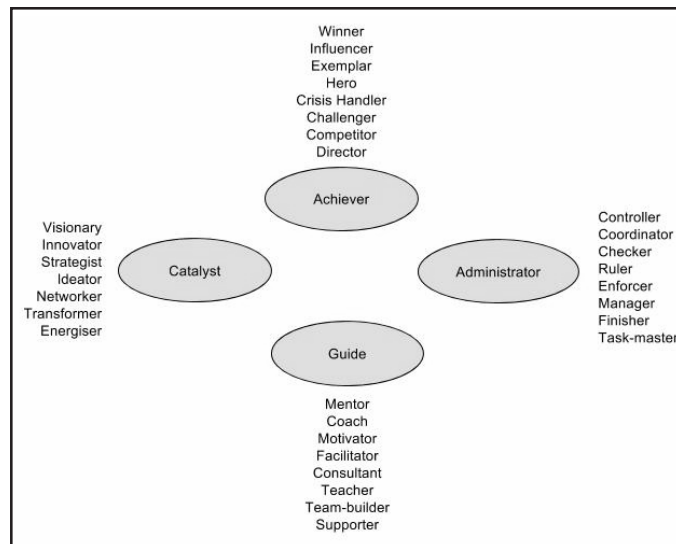 Winner
Influencer
Exemplar
Hero
Crisis Handler
Challenger
Competitor
Director
Achiever
Visionary
Innovator
Strategist
Ideator
Networker
Transformer
Energiser
Catalyst
Administrator
Controller
Coordinator
Checker
Ruler
Enforcer
Manager
Finisher
Task-master
Guide
Mentor
Coach
Motivator
Facilitator
Consultant
Teacher
Team-builder
Supporter